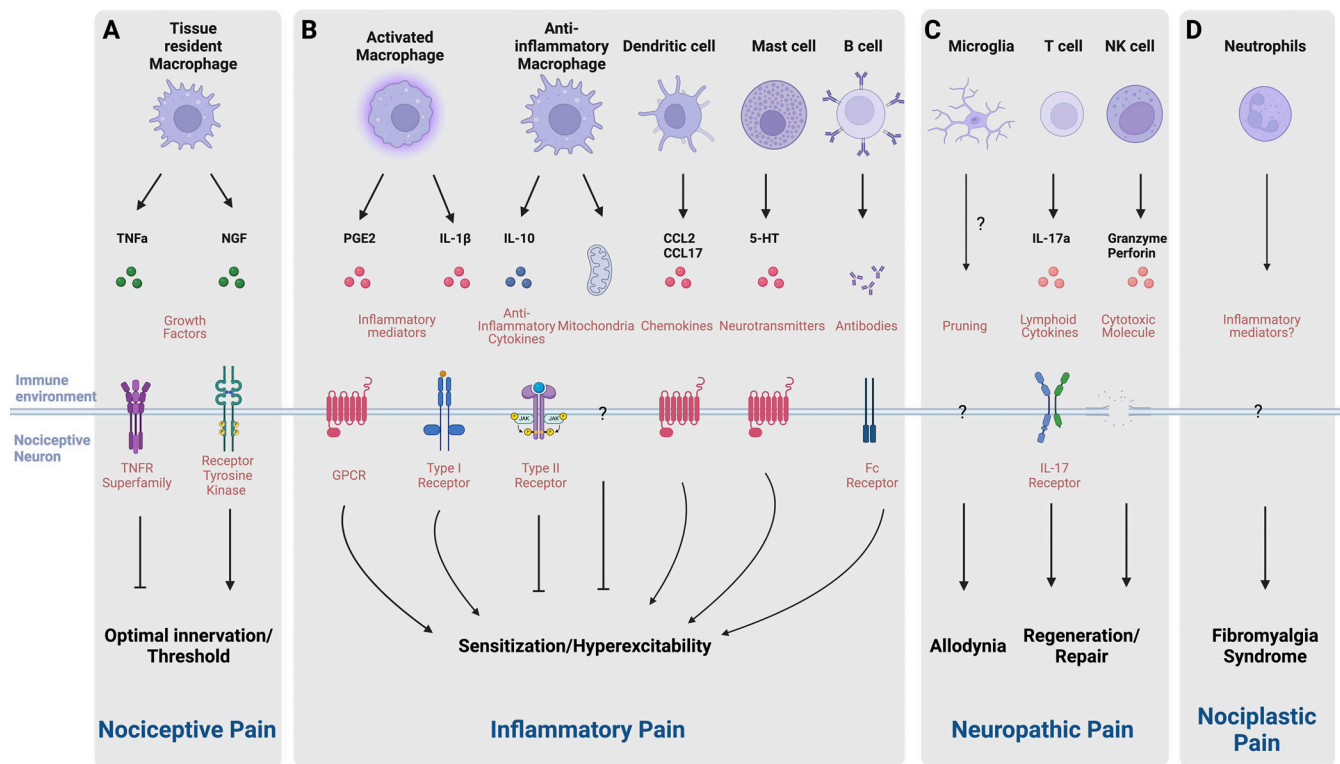 A
Tissue
resident
Macrophage
TNFa
NGF
Growth
Factors
Immune
environment
Nociceptive
Neuron
TNFR
Superfamily
P
P
P
P
Receptor
Tyrosine
Kinase
Optimal innervation/
Threshold
Nociceptive Pain
B
Activated
Macrophage
Anti-
inflammatory
Macrophage
Dendritic cell
Mast cell
B cell
PGE2
IL-1β
IL-10
CCL2
CCL17
5-HT
Inflammatory
mediators
Anti-
Inflammatory
Cytokines
Mitochondria
Chemokines
Neurotransmitters
Antibodies
P
JAK
JAK
P
P
P
?
GPCR
Type I
Receptor
Type II
Receptor
Fc
Receptor
Sensitization/Hyperexcitability
Inflammatory Pain
C
Microglia
T cell
NK cell
?
IL-17a
Granzyme
Perforin
Pruning
Lymphoid
Cytokines
Cytotoxic
Molecule
?
IL-17
Receptor
Allodynia
Regeneration/
Repair
Neuropathic Pain
D
Neutrophils
Inflammatory
mediators?
?
Fibromyalgia
Syndrome
Nociplastic
Pain